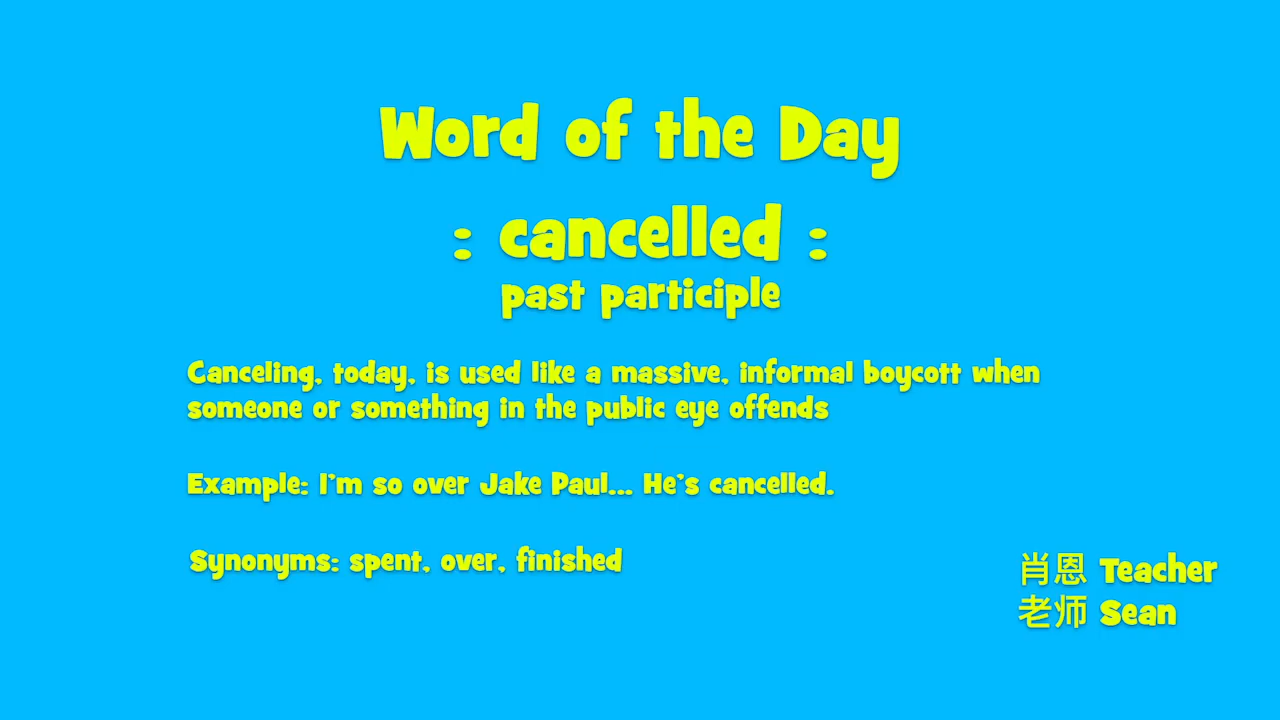 Word of the Day
: cancelled :
past participle
Canceling, today, is used like a massive, informal boycott when
someone or something in the public eye offends
Example: I'm so over Jake Paul... He's cancelled.
Synonyms: spent, over, finished
肖恩 Teacher
老师 Sean